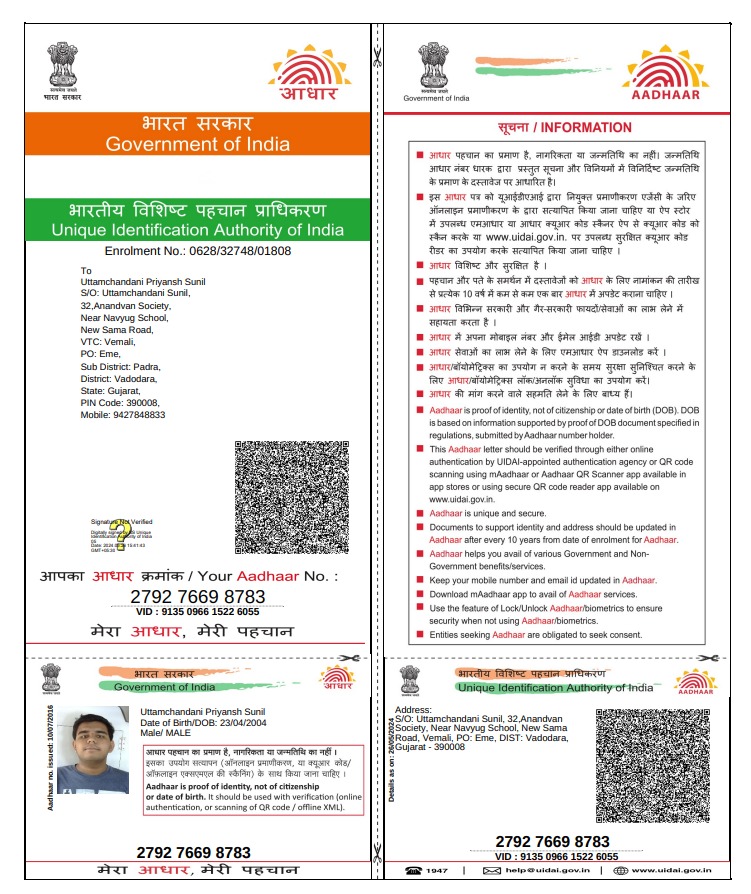 सत्यमेव जयते
भारत सरकार
आधार
भारत सरकार
Government of India
भारतीय विशिष्ट पहचान प्राधिकरण
Unique Identification Authority of India
Enrolment No.: 0628/32748/01808
To
Uttamchandani Priyansh Sunil
S/O: Uttamchandani Sunil,
32,Anandvan Society,
Near Navyug School,
New Sama Road,
VTC: Vemali,
PO: Eme,
Sub District: Padra,
District: Vadodara,
State: Gujarat,
PIN Code: 390008,
Mobile: 9427848833
Signature Not Verified
?
आपका आधार क्रमांक / Your Aadhaar No. :
2792 7669 8783
VID : 9135 0966 1522 6055
मेरा आधार, मेरी पहचान
सत्यमेव जयते
Government of India
AADHAAR
सूचना / INFORMATION
आधार पहचान का प्रमाण है, नागरिकता या जन्मतिथि का नहीं। जन्मतिथि
आधार नंबर धारक द्वारा प्रस्तुत सूचना और विनियमों में विनिर्दिष्ट जन्मतिथि
के प्रमाण के दस्तावेज पर आधारित है।
इस आधार पत्र को यूआईडीएआई द्वारा नियुक्त प्रमाणीकरण एजेंसी के जरिए
ऑनलाइन प्रमाणीकरण के द्वारा सत्यापित किया जाना चाहिए या ऐप स्टोर
में उपलब्ध एमआधार या आधार क्यूआर कोड स्कैनर ऐप से क्यूआर कोड को
स्कैन करके या www.uidai.gov.in. पर उपलब्ध सुरक्षित क्यूआर कोड
रीडर का उपयोग करके सत्यापित किया जाना चाहिए ।
आधार विशिष्ट और सुरक्षित है ।
पहचान और पते के समर्थन में दस्तावेजों को आधार के लिए नामांकन की तारीख
से प्रत्येक 10 वर्ष में कम से कम एक बार आधार में अपडेट कराना चाहिए ।
आधार विभिन्न सरकारी और गैर-सरकारी फायदों/सेवाओं का लाभ लेने में
सहायता करता है ।
आधार में अपना मोबाइल नंबर और ईमेल आईडी अपडेट रखें ।
आधार सेवाओं का लाभ लेने के लिए एमआधार ऐप डाउनलोड करें ।
आधार/बॉयोमेट्रिक्स का उपयोग न करने के समय सुरक्षा सुनिश्चित करने के
लिए आधार/बॉयोमेट्रिक्स लॉक/अनलॉक सुविधा का उपयोग करें।
आधार की मांग करने वाले सहमति लेने के लिए बाध्य हैं।
Aadhaar is proof of identity, not of citizenship or date of birth (DOB). DOB
is based on information supported by proof of DOB document specified in
regulations, submitted by Aadhaar number holder.
This Aadhaar letter should be verified through either online
authentication by UIDAI-appointed authentication agency or QR code
scanning using mAadhaar or Aadhaar QR Scanner app available in
app stores or using secure QR code reader app available on
www.uidai.gov.in.
Aadhaar is unique and secure.
Documents to support identity and address should be updated in
Aadhaar after every 10 years from date of enrolment for Aadhaar.
Aadhaar helps you avail of various Government and Non-
Government benefits/services.
Keep your mobile number and email id updated in Aadhaar.
Download mAadhaar app to avail of Aadhaar services.
Use the feature of Lock/Unlock Aadhaar/biometrics to ensure
security when not using Aadhaar/biometrics.
Entities seeking Aadhaar are obligated to seek consent.
भारत सरकार
Government of India
आधार
Aadhaar no. issued: 10/07/2016
Uttamchandani Priyansh Sunil
Date of Birth/DOB: 23/04/2004
Male/ MALE
आधार पहचान का प्रमाण है, नागरिकता या जन्मतिथि का नहीं ।
इसका उपयोग सत्यापन (ऑनलाइन प्रमाणीकरण, या क्यूआर कोड/
ऑफ़लाइन एक्सएमएल की स्कैनिंग) के साथ किया जाना चाहिए ।
Aadhaar is proof of identity, not of citizenship
or date of birth. It should be used with verification (online
authentication, or scanning of QR code / offline XML).
2792 7669 8783
मेरा आधार, मेरी पहचान
भारतीय विशिष्ट पहचान प्राधिकरण
Unique Identification Authority of India
AADHAAR
Details as on: 26/05/2024
Address:
S/O: Uttamchandani Sunil, 32,Anandvan
Society, Near Navyug School, New Sama
Road, Vemali, PO: Eme, DIST: Vadodara,
Gujarat - 390008
2792 7669 8783
VID : 9135 0966 1522 6055
1947 | help@uidai.gov.in | www.uidai.gov.in